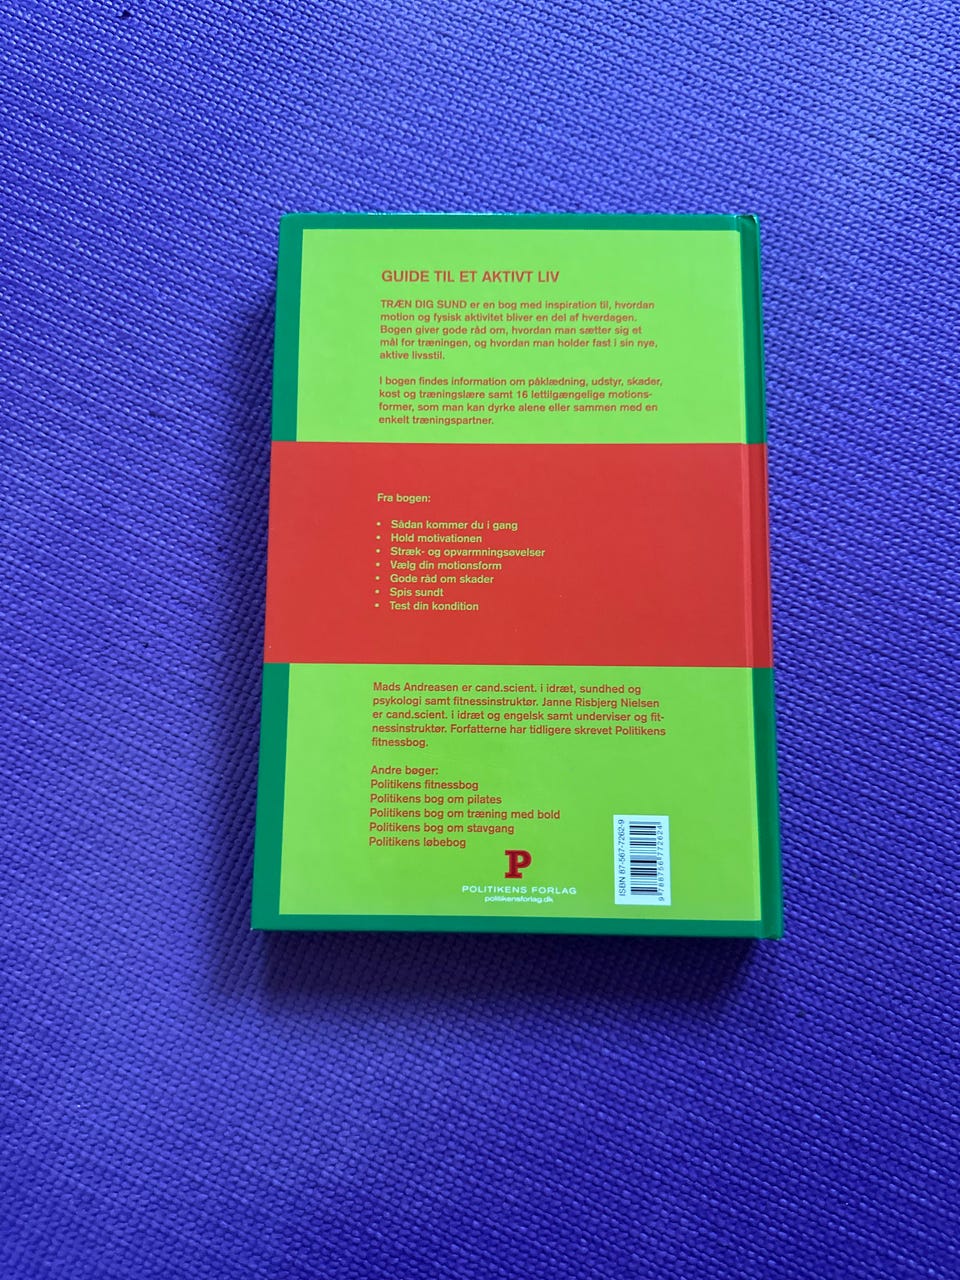 GUIDE TIL ET AKTIVT LIV
TRÆN DIG SUND er en bog med inspiration til, hvordan
motion og fysisk aktivitet bliver en del af hverdagen.
Bogen giver gode råd om, hvordan man sætter sig et
mål for træningen, og hvordan man holder fast i sin nye,
aktive livsstil.
I bogen findes information om påklædning, udstyr, skader,
kost og træningslære samt 16 lettilgængelige motions-
former, som man kan dyrke alene eller sammen med en
enkelt træningspartner.
Fra bogen:
• Sådan kommer du i gang
• Hold motivationen
• Stræk- og opvarmningsøvelser
• Vælg din motionsform
• Gode råd om skader
• Spis sundt
• Test din kondition
Mads Andreasen er cand.scient. i idræt, sundhed og
psykologi samt fitnessinstruktør. Janne Risbjerg Nielsen
er cand.scient. i idræt og engelsk samt underviser og fit-
nessinstruktør. Forfatterne har tidligere skrevet Politikens
fitnessbog.
Andre bøger:
Politikens fitnessbog
Politikens bog om pilates
Politikens bog om træning med bold
Politikens bog om stavgang
Politikens løbebog
P
POLITIKENS FORLAG
politikensforlag.dk
ISBN 87-567-7262-9
9 788756 772624